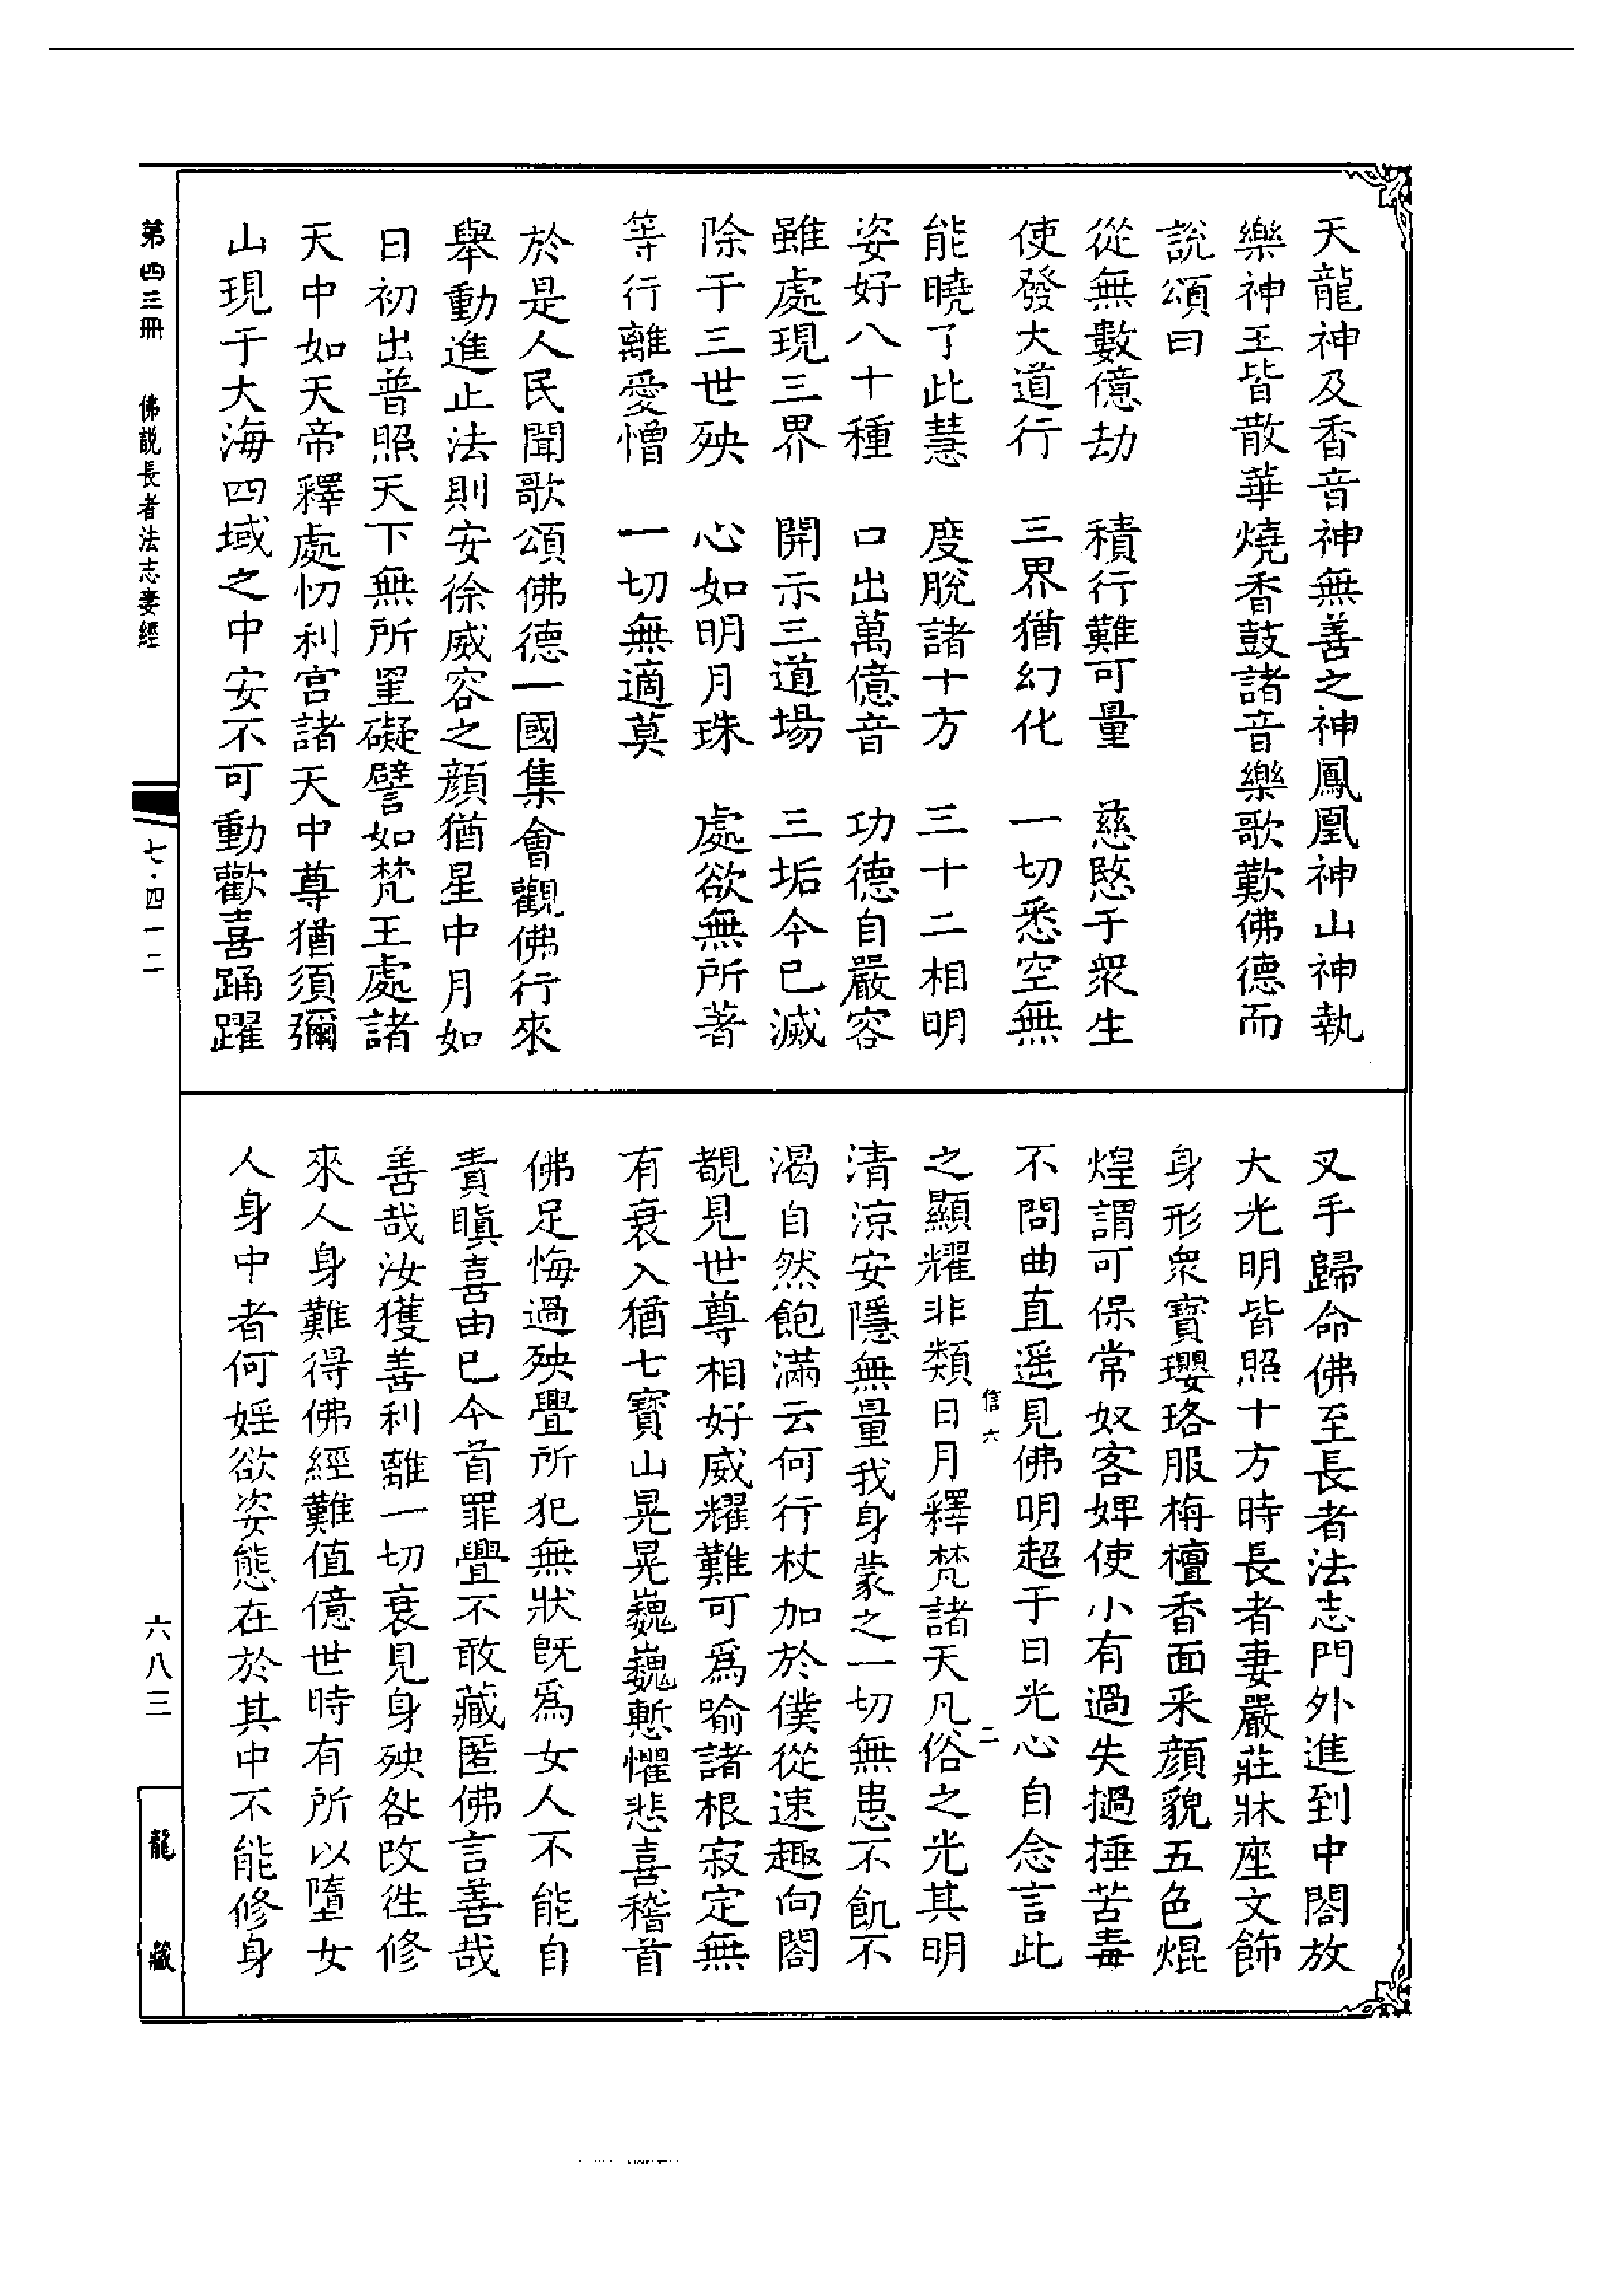 天龍神及香音神無善之神鳳凰神山神執
樂神王皆散華燒香鼓諸音樂歌歎佛德而
說頌曰
從無數億劫　積行難可量　慈愍于衆生
使發大道行　三界猶幻化　一切悉空無
能曉了此慧　度脫諸十方　三十二相明
姿好八十種　口出萬億音　功德自嚴容
雖處現三界　開示三道場　三垢今已滅
除于三世殃　心如明月珠　處欲無所著
等行離愛憎　一切無適莫
於是人民聞歌頌佛德一國集會觀佛行來
舉動進止法則安徐威容之顔猶星中月如
日初出普照天下無所罣礙譬如梵王處諸
天中如天帝釋處忉利宮諸天中尊猶須彌
山現于大海四域之中安不可動歡喜踊躍
叉手歸命佛至長者法志門外進到中閤放
大光明皆照十方時長者妻嚴莊牀座文飾
身形衆寶瓔珞服栴檀香面釆顔貌五色焜
煌謂可保常奴客婢使小有過失撾捶苦毒
不問曲直遥見佛明超于日光心自念言此
之顯耀非類日月釋梵諸天凡俗之光其明
清涼安隱無量我身蒙之一切無患不飢不
渴自然飽滿云何行杖加於僕從速趣向閤
覩見世尊相好威耀難可爲喻諸根寂定無
有衰入猶七寶山晃晃巍巍慙懼悲喜稽首
佛足悔過殃舋所犯無狀旣爲女人不能自
責瞋喜由已今首罪舋不敢藏匿佛言善哉
善哉汝獲善利離一切衰見身殃咎改徃修
來人身難得佛經難值億世時有所以墮女
人身中者何婬欲姿態在於其中不能修身
信六
二
第四三冊　佛説長者法志妻經
七·四一二
六八三
龍藏